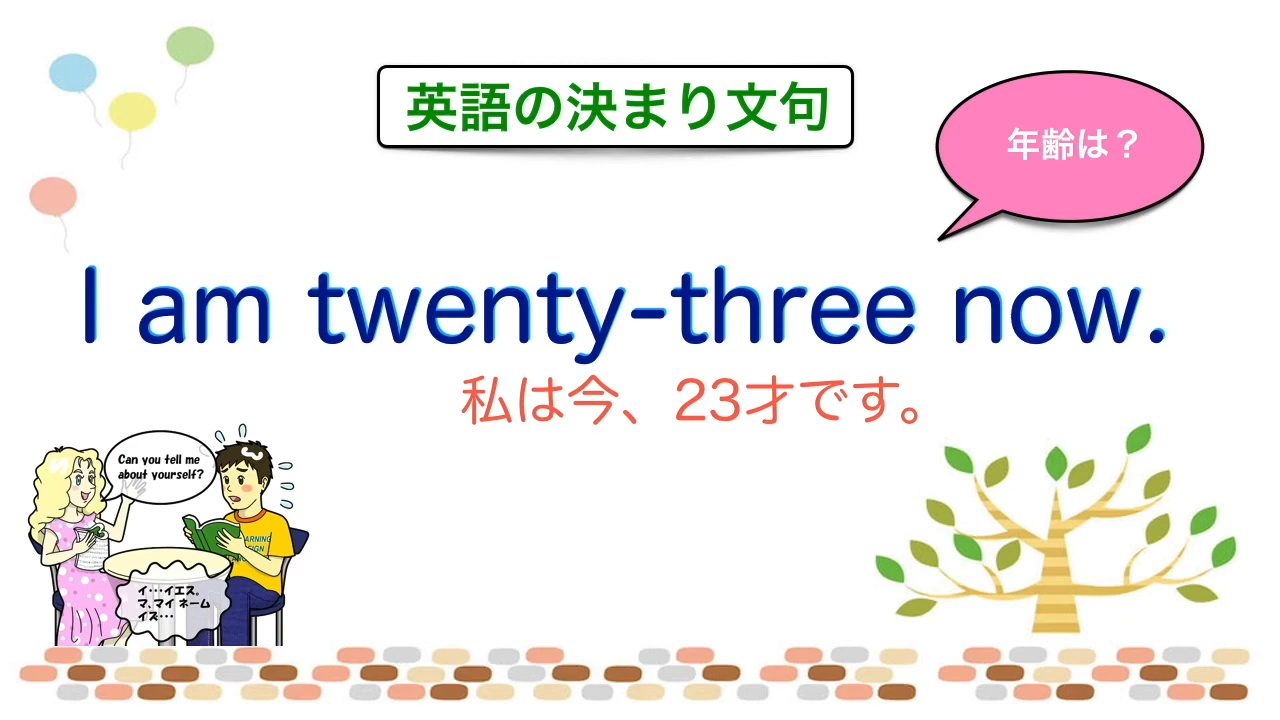 英語の決まり文句
年齢は？
I am twenty-three now.
私は今、23才です。
Can you tell me
about yourself?
イ・・・イエス。
マ、マイ ネーム
イズ・・・